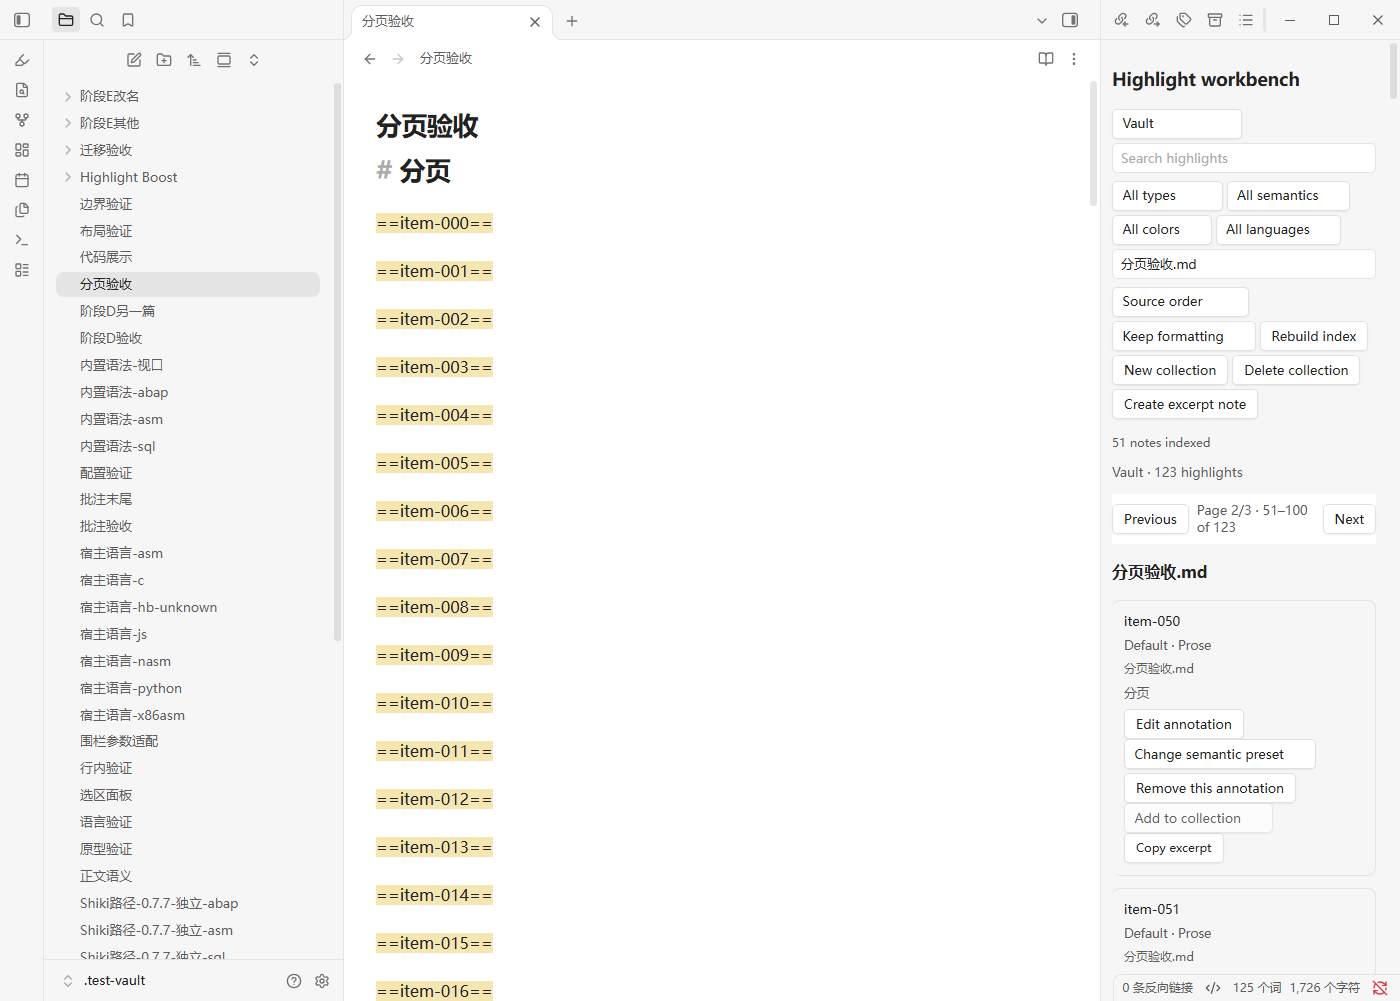 阶段E改名
阶段E其他
迁移验收
Highlight Boost
边界验证
布局验证
代码展示
分页验收
阶段D另一篇
阶段D验收
内置语法-视口
内置语法-abap
内置语法-asm
内置语法-sql
配置验证
批注末尾
批注验收
宿主语言-asm
宿主语言-c
宿主语言-hb-unknown
宿主语言-js
宿主语言-nasm
宿主语言-python
宿主语言-x86asm
围栏参数适配
行内验证
选区面板
语言验证
原型验证
正文语义
Shiki路径-0.7.7-独立-abap
Shiki路径-0.7.7-独立-asm
Shiki路径-0.7.7-独立-sql
.test-vault
分页验收
分页验收
分页验收
# 分页
==item-000==
==item-001==
==item-002==
==item-003==
==item-004==
==item-005==
==item-006==
==item-007==
==item-008==
==item-009==
==item-010==
==item-011==
==item-012==
==item-013==
==item-014==
==item-015==
==item-016==
Highlight workbench
Vault
Search highlights
All types
All semantics
All colors
All languages
分页验收.md
Source order
Keep formatting
Rebuild index
New collection
Delete collection
Create excerpt note
51 notes indexed
Vault · 123 highlights
Previous
Page 2/3 · 51–100
of 123
Next
分页验收.md
item-050
Default · Prose
分页验收.md
分页
Edit annotation
Change semantic preset
Remove this annotation
Add to collection
Copy excerpt
item-051
Default · Prose
分页验收.md
0 条反向链接
125 个词
1,726 个字符